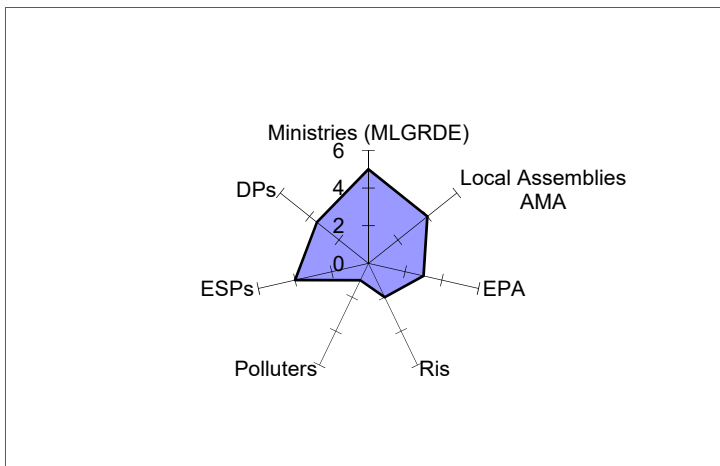 Ministries (MLGRDE)
6
Local Assemblies
AMA
DPs
4
2
0
ESPs
EPA
Polluters
Ris